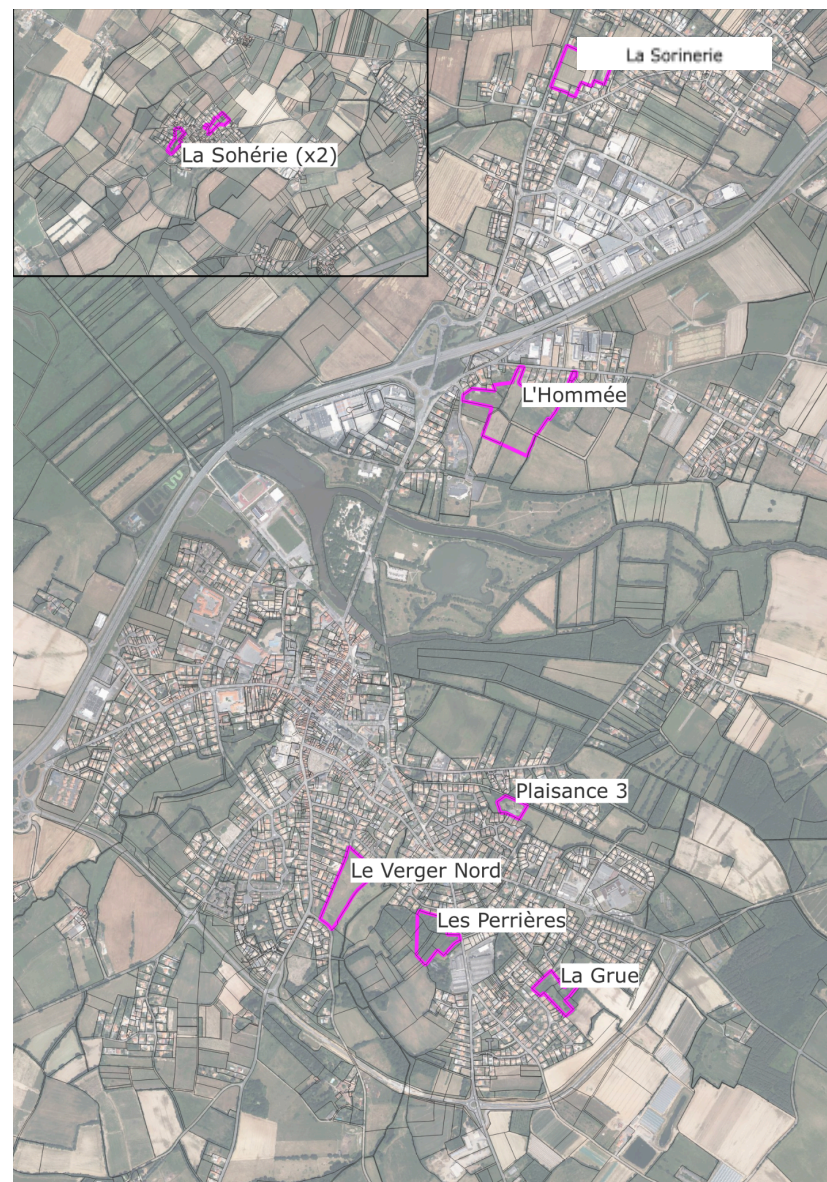 La Sorinerie
La Sohérie (x2)
L'Hommée
Plaisance 3
Le Verger Nord
Les Perrières
La Grue